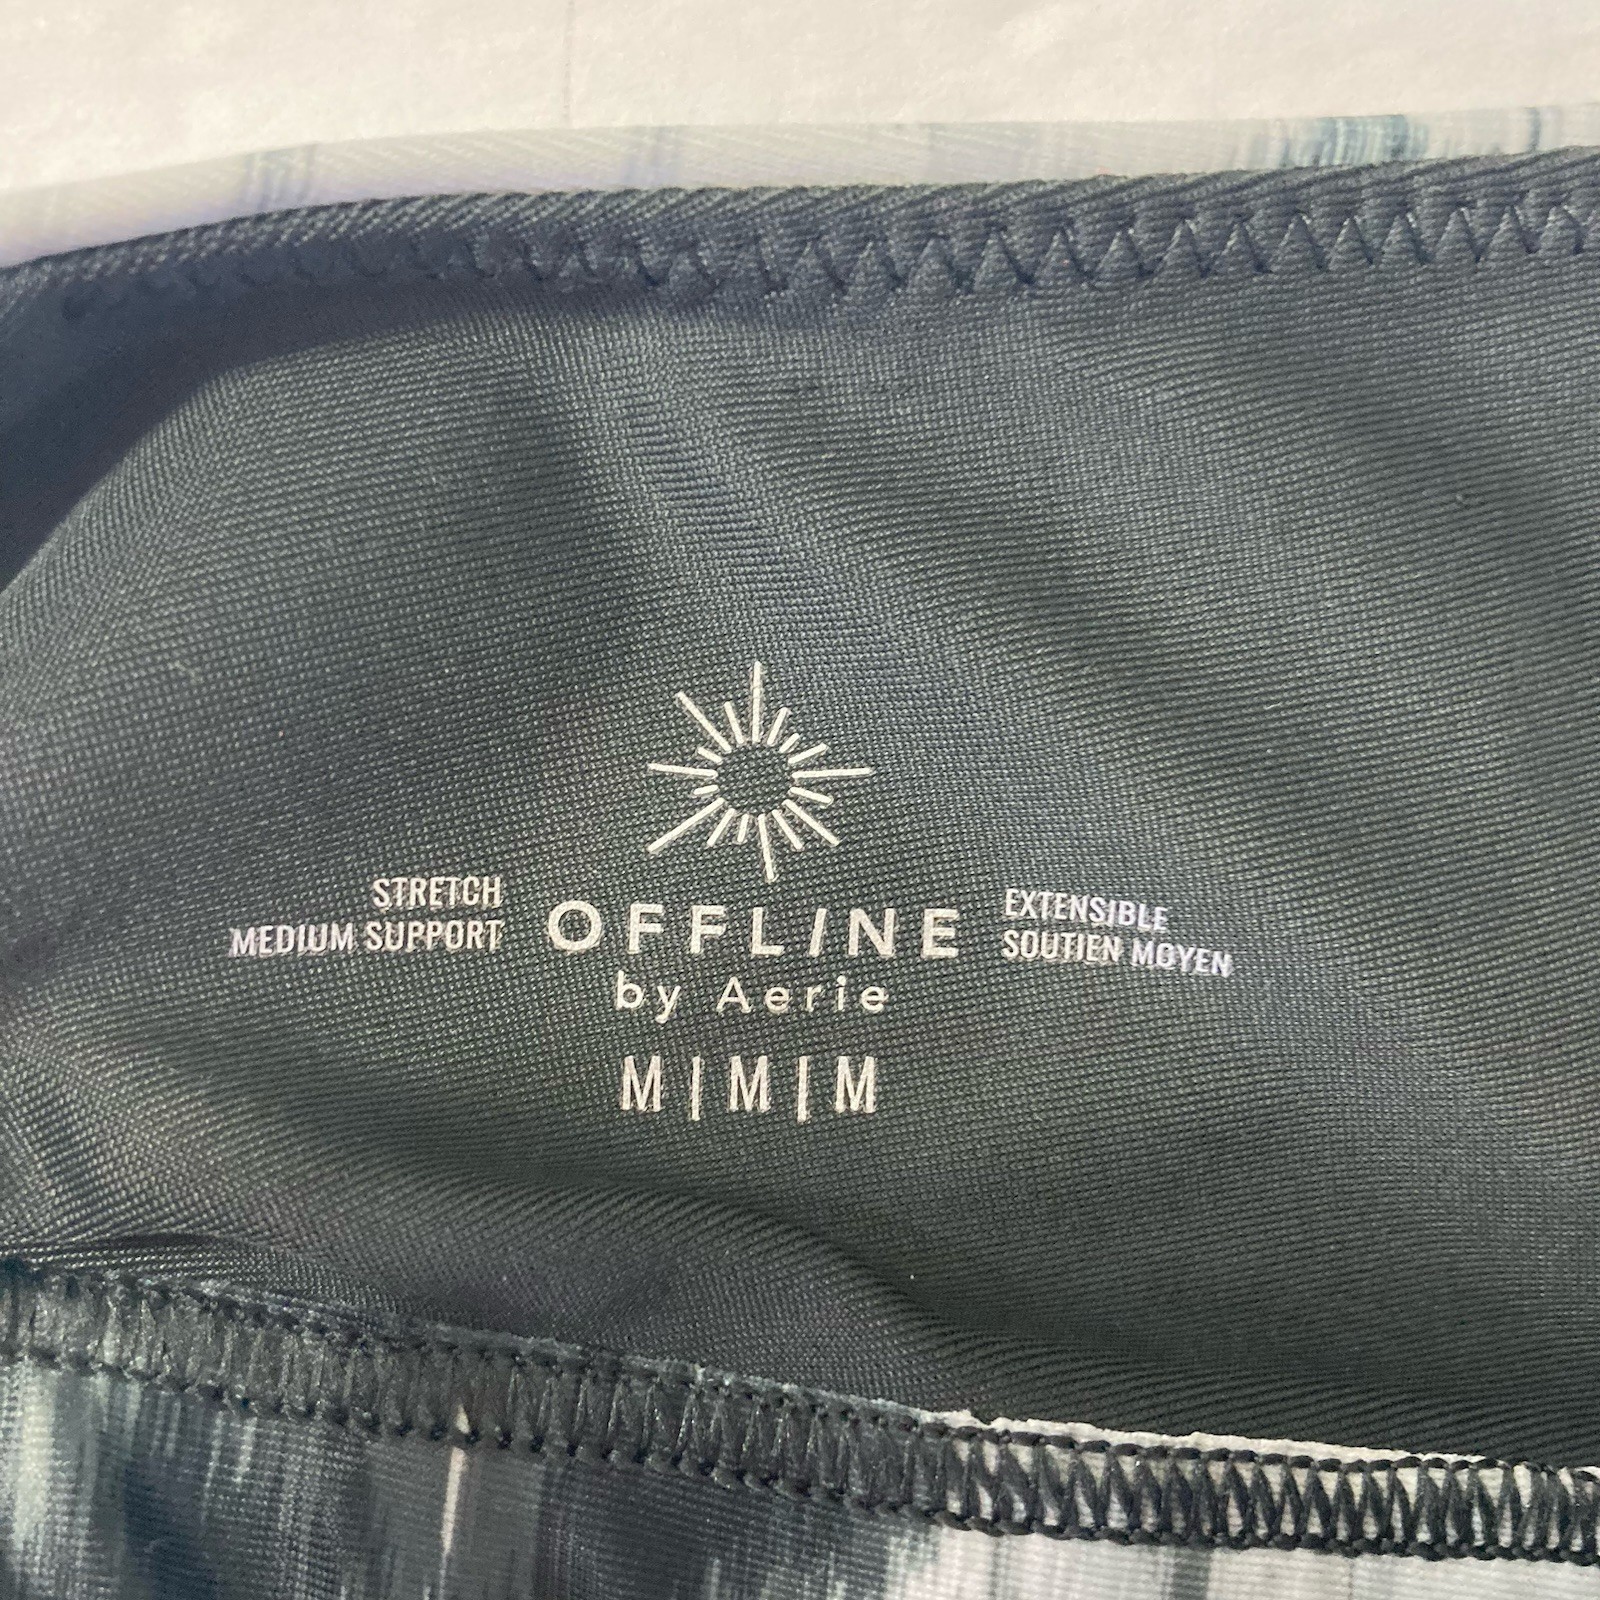 STRETCH
MEDIUM SUPPORT
OFFLINE
by Aerie
M|M|M
EXTENSIBLE
SOUTIEN MOYEN